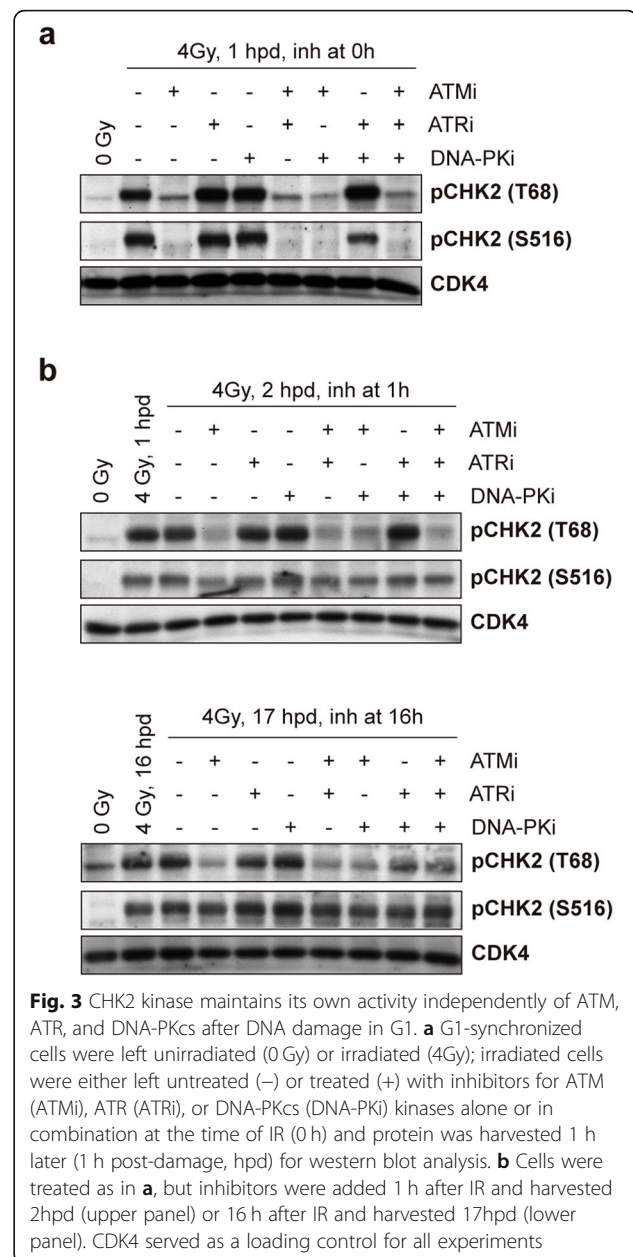 a
4Gy, 1 hpd, inh at 0h
0 Gy
- + - - + + - + ATMi
- - + - + - + + ATRi
- - - + - + + + DNA-PKi
pCHK2 (T68)
pCHK2 (S516)
CDK4
b
4Gy, 2 hpd, inh at 1h
0 Gy
4 Gy, 1 hpd
- + - - + + - + ATMi
- - + - + - + + ATRi
- - - + - + + + DNA-PKi
pCHK2 (T68)
pCHK2 (S516)
CDK4
4Gy, 17 hpd, inh at 16h
0 Gy
4 Gy, 16 hpd
- + - - + + - + ATMi
- - + - + - + + ATRi
- - - + - + + + DNA-PKi
pCHK2 (T68)
pCHK2 (S516)
CDK4
Fig. 3 CHK2 kinase maintains its own activity independently of ATM,
ATR, and DNA-PKcs after DNA damage in G1. a G1-synchronized
cells were left unirradiated (0 Gy) or irradiated (4Gy); irradiated cells
were either left untreated (−) or treated (+) with inhibitors for ATM
(ATMi), ATR (ATRi), or DNA-PKcs (DNA-PKi) kinases alone or in
combination at the time of IR (0 h) and protein was harvested 1 h
later (1 h post-damage, hpd) for western blot analysis. b Cells were
treated as in a, but inhibitors were added 1 h after IR and harvested
2hpd (upper panel) or 16 h after IR and harvested 17hpd (lower
panel). CDK4 served as a loading control for all experiments